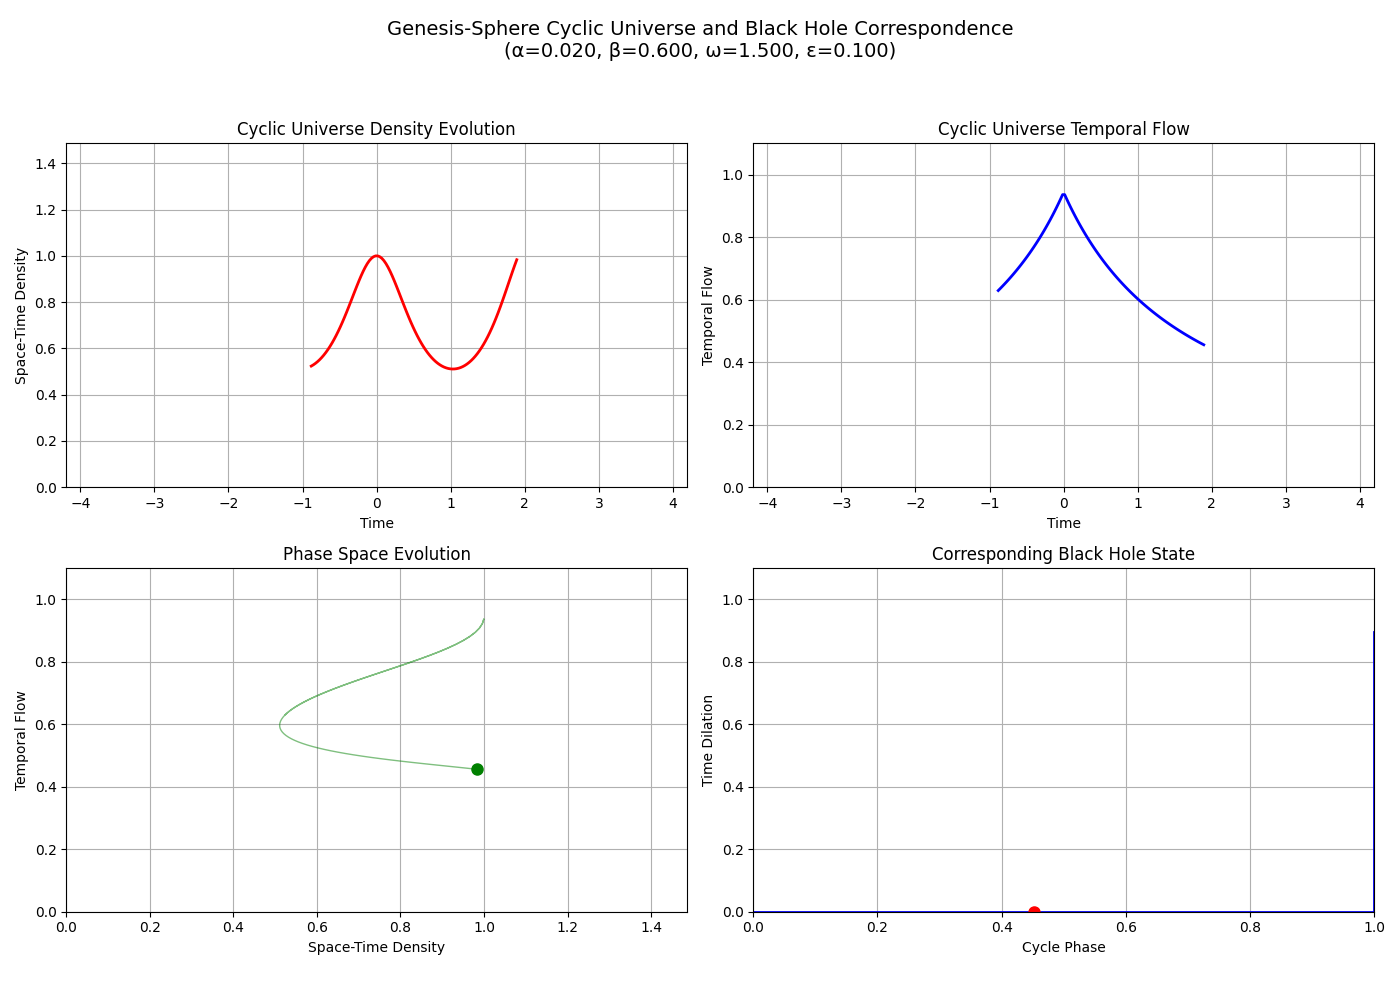 Genesis-Sphere Cyclic Universe and Black Hole Correspondence
(α=0.020, β=0.600, ω=1.500, ε=0.100)
Cyclic Universe Density Evolution
Space-Time Density
1.4
1.2
1.0
0.8
0.6
0.4
0.2
0.0
−4 −3 −2 −1 0 1 2 3 4
Time
Cyclic Universe Temporal Flow
Temporal Flow
1.0
0.8
0.6
0.4
0.2
0.0
−4 −3 −2 −1 0 1 2 3 4
Time
Phase Space Evolution
Temporal Flow
1.0
0.8
0.6
0.4
0.2
0.0
0.0 0.2 0.4 0.6 0.8 1.0 1.2 1.4
Space-Time Density
Corresponding Black Hole State
Time Dilation
1.0
0.8
0.6
0.4
0.2
0.0
0.0 0.2 0.4 0.6 0.8 1.0
Cycle Phase